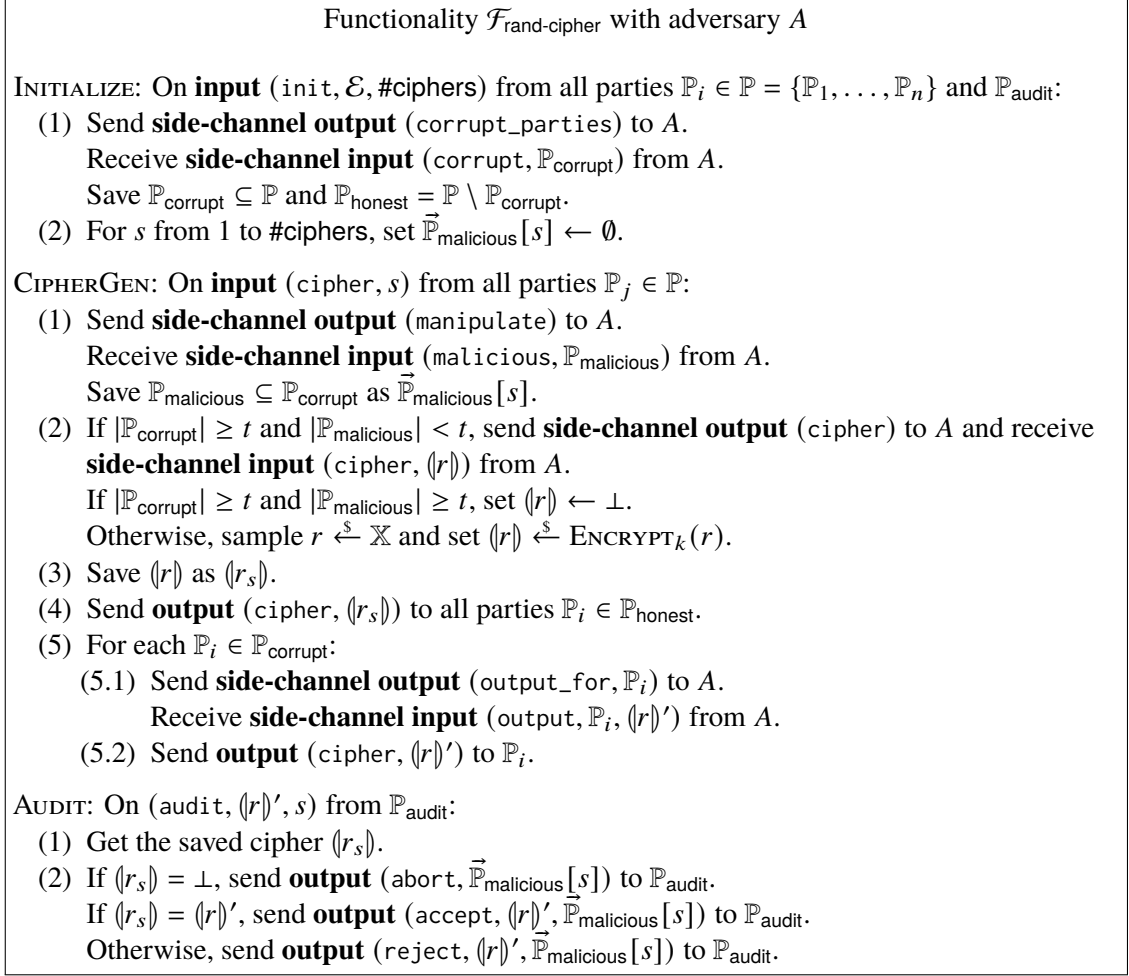 Functionality ℱ_rand-cipher with adversary A
Initialize: On input (init, ℰ, #ciphers) from all parties ℙ_i ∈ ℙ = {ℙ_1, . . . , ℙ_n} and ℙ_audit:
(1) Send side-channel output (corrupt_parties) to A.
Receive side-channel input (corrupt, ℙ_corrupt) from A.
Save ℙ_corrupt ⊆ ℙ and ℙ_honest = ℙ \ ℙ_corrupt.
(2) For s from 1 to #ciphers, set ℙ⃗_malicious[s] ← ∅.
CipherGen: On input (cipher, s) from all parties ℙ_j ∈ ℙ:
(1) Send side-channel output (manipulate) to A.
Receive side-channel input (malicious, ℙ_malicious) from A.
Save ℙ_malicious ⊆ ℙ_corrupt as ℙ⃗_malicious[s].
(2) If |ℙ_corrupt| ≥ t and |ℙ_malicious| < t, send side-channel output (cipher) to A and receive
side-channel input (cipher, ⦇r⦈) from A.
If |ℙ_corrupt| ≥ t and |ℙ_malicious| ≥ t, set ⦇r⦈ ← ⊥.
Otherwise, sample r ←$ 𝕏 and set ⦇r⦈ ←$ Encrypt_k(r).
(3) Save ⦇r⦈ as ⦇r_s⦈.
(4) Send output (cipher, ⦇r_s⦈) to all parties ℙ_i ∈ ℙ_honest.
(5) For each ℙ_i ∈ ℙ_corrupt:
(5.1) Send side-channel output (output_for, ℙ_i) to A.
Receive side-channel input (output, ℙ_i, ⦇r⦈′) from A.
(5.2) Send output (cipher, ⦇r⦈′) to ℙ_i.
Audit: On (audit, ⦇r⦈′, s) from ℙ_audit:
(1) Get the saved cipher ⦇r_s⦈.
(2) If ⦇r_s⦈ = ⊥, send output (abort, ℙ⃗_malicious[s]) to ℙ_audit.
If ⦇r_s⦈ = ⦇r⦈′, send output (accept, ⦇r⦈′, ℙ⃗_malicious[s]) to ℙ_audit.
Otherwise, send output (reject, ⦇r⦈′, ℙ⃗_malicious[s]) to ℙ_audit.